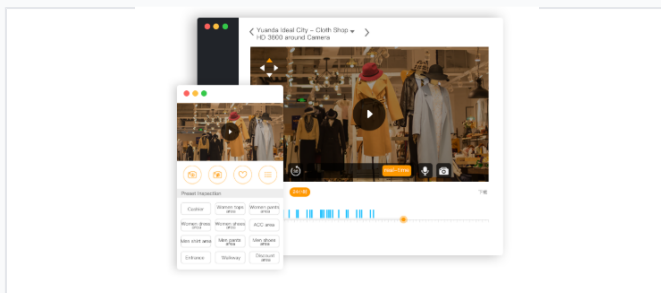 Yuanda Ideal City – Cloth Shop
HD 3600 around Camera
Preset Inspection
Cashier
Women tops area
Women pants area
Women dress area
Women shoes area
ACC area
Men shirt area
Men pants area
Men shoes area
Entrance
Stairway
Discount area